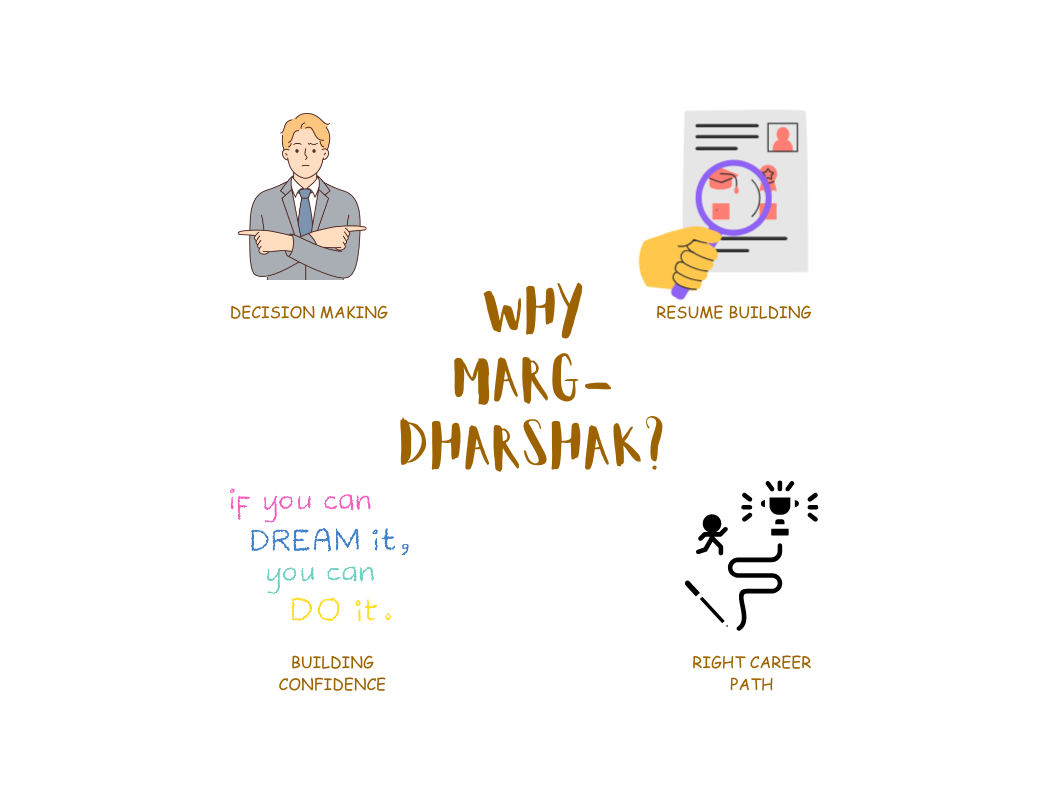 DECISION MAKING
RESUME BUILDING
WHY
MARG-
DHARSHAK?
if you can
DREAM it,
you can
DO it.
BUILDING
CONFIDENCE
RIGHT CAREER
PATH